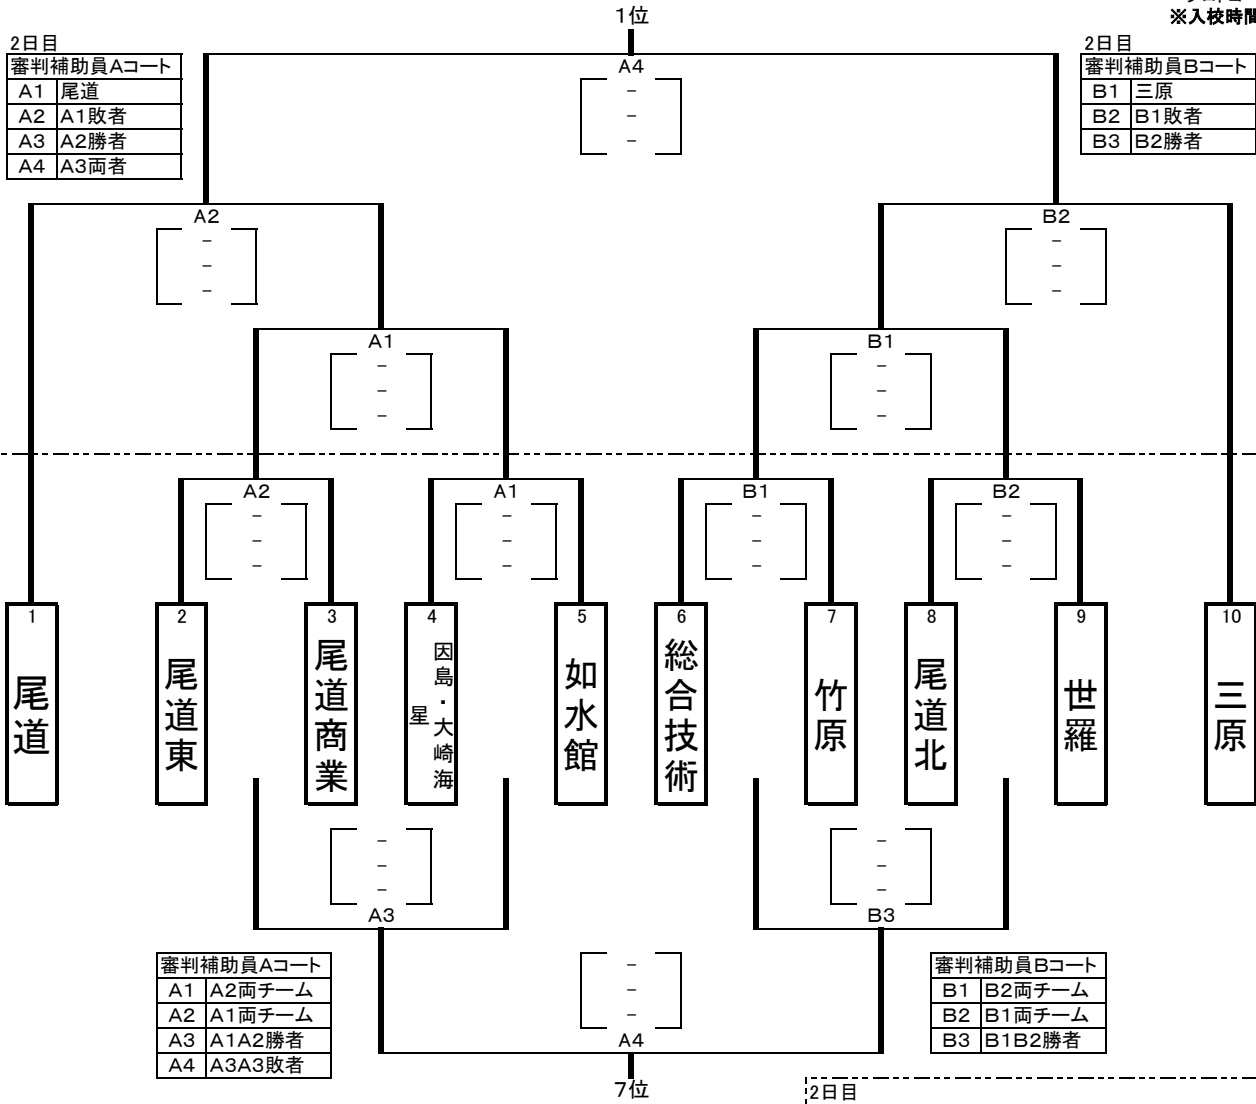 1位
※入校時間
2日目
審判補助員Aコート
A1 尾道
A2 A1敗者
A3 A2勝者
A4 A3両者
A4
-
-
-
2日目
審判補助員Bコート
B1 三原
B2 B1敗者
B3 B2勝者
A2
-
-
-
B2
-
-
-
A1
-
-
-
B1
-
-
-
A2
-
-
-
A1
-
-
-
B1
-
-
-
B2
-
-
-
1
尾道
2
尾道東
3
尾道商業
4
因島・大崎海
星
5
如水館
6
総合技術
7
竹原
8
尾道北
9
世羅
10
三原
-
-
-
A3
-
-
-
B3
審判補助員Aコート
A1 A2両チーム
A2 A1両チーム
A3 A1A2勝者
A4 A3A3敗者
-
-
-
A4
7位
審判補助員Bコート
B1 B2両チーム
B2 B1両チーム
B3 B1B2勝者
2日目